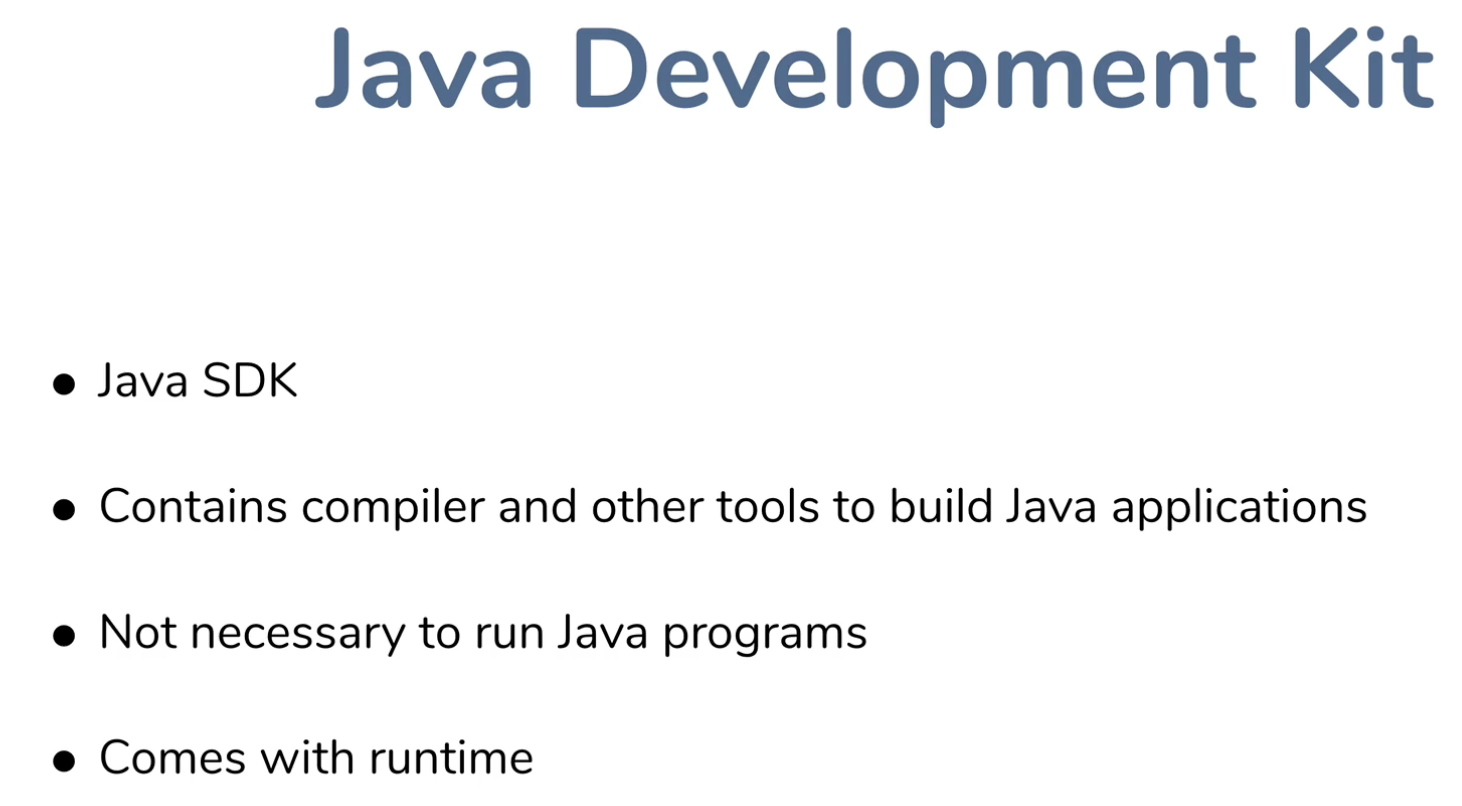 Java Development Kit
• Java SDK
• Contains compiler and other tools to build Java applications
• Not necessary to run Java programs
• Comes with runtime